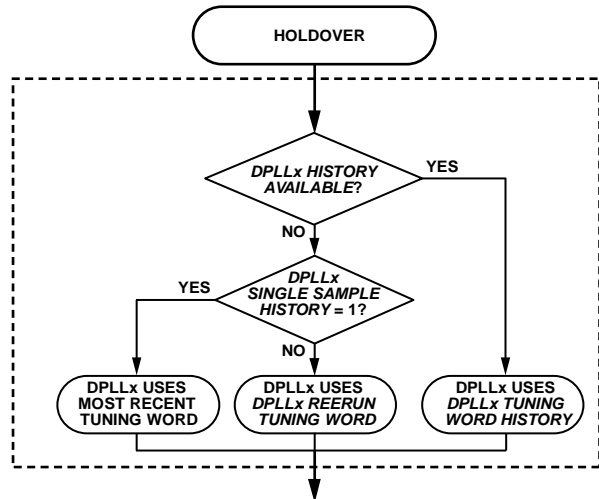 HOLDOVER
DPLLx HISTORY
AVAILABLE?
YES
NO
DPLLx
SINGLE SAMPLE
HISTORY = 1?
YES
NO
DPLLx USES
MOST RECENT
TUNING WORD
DPLLx USES
DPLLx REERUN
TUNING WORD
DPLLx USES
DPLLx TUNING
WORD HISTORY